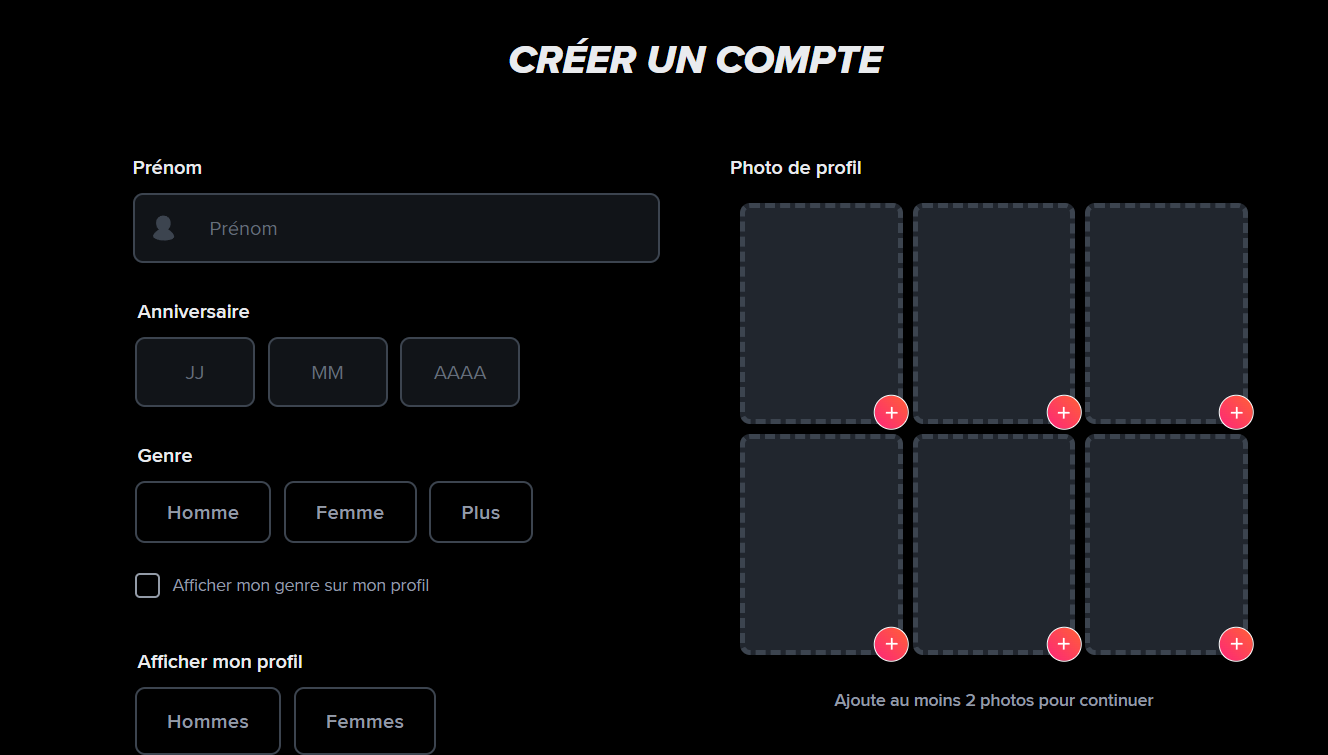 CRÉER UN COMPTE
Prénom
Prénom
Anniversaire
JJ MM AAAA
Genre
Homme Femme Plus
Afficher mon genre sur mon profil
Afficher mon profil
Hommes Femmes
Photo de profil
Ajoute au moins 2 photos pour continuer